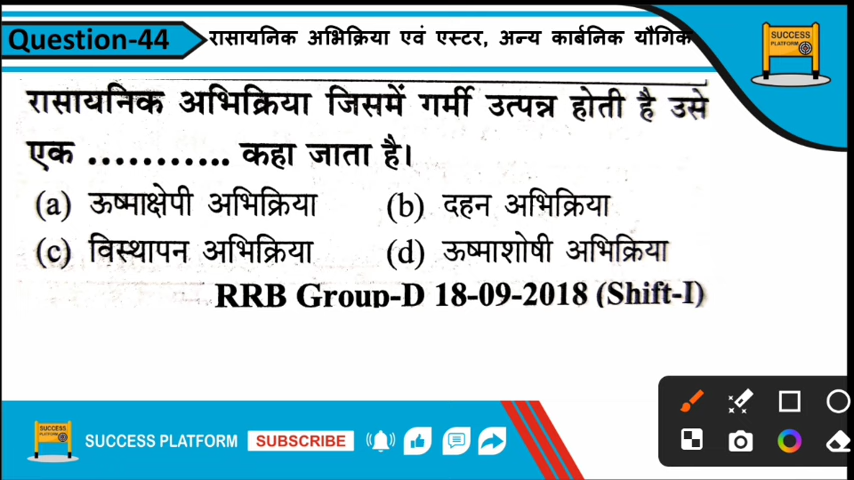 Question-44
रासायनिक अभिक्रिया एवं एस्टर, अन्य कार्बनिक यौगिक
SUCCESS
PLATFORM
रासायनिक अभिक्रिया जिसमें गर्मी उत्पन्न होती है उसे
एक ........... कहा जाता है।
(a) ऊष्माक्षेपी अभिक्रिया (b) दहन अभिक्रिया
(c) विस्थापन अभिक्रिया (d) ऊष्माशोषी अभिक्रिया
RRB Group-D 18-09-2018 (Shift-I)
SUCCESS
PLATFORM
SUCCESS PLATFORM SUBSCRIBE